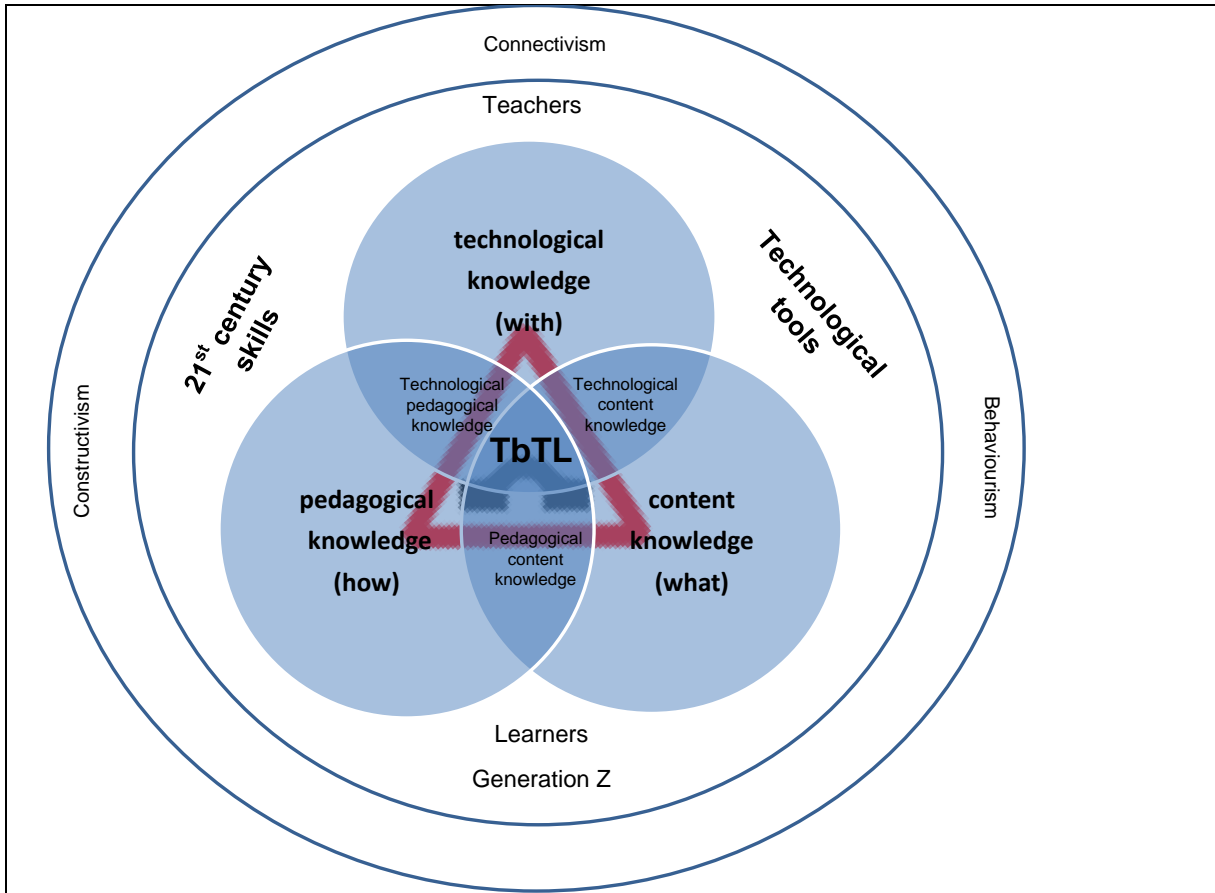 Connectivism
Teachers
technological
knowledge
(with)
21st century
skills
Technological
tools
Technological
pedagogical
knowledge
Technological
content
knowledge
Constructivism
Behaviourism
TbTL
pedagogical
knowledge
(how)
content
knowledge
(what)
Pedagogical
content
knowledge
Learners
Generation Z